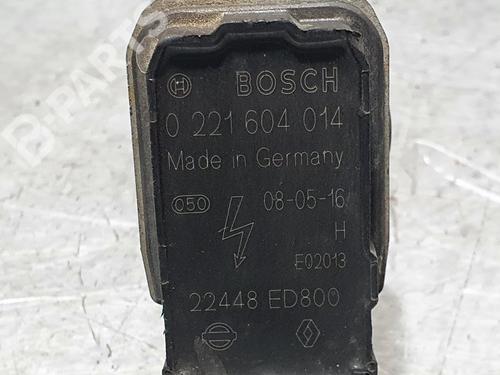 BOSCH
0 221 604 014
Made in Germany
050 08-05-16
H
E02013
22448 ED800
B-PARTS